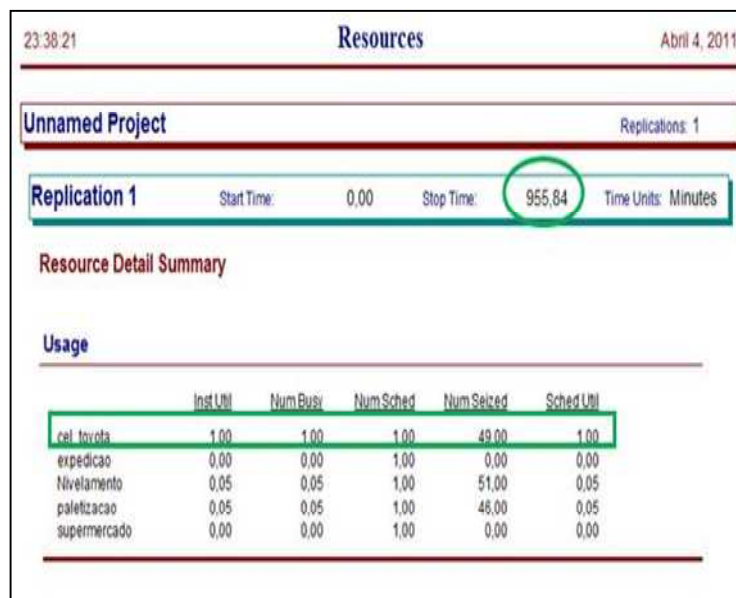 23:38:21 Resources Abril 4, 2011
Unnamed Project Replications: 1
Replication 1 Start Time: 0,00 Stop Time: 955,84 Time Units: Minutes
Resource Detail Summary
Usage
Inst Util Num Busy Num Sched Num Seized Sched Util
cel toyota 1,00 1,00 1,00 49,00 1,00
expedicao 0,00 0,00 1,00 0,00 0,00
Nivelamento 0,05 0,05 1,00 51,00 0,05
paletizacao 0,05 0,05 1,00 46,00 0,05
supermercado 0,00 0,00 1,00 0,00 0,00